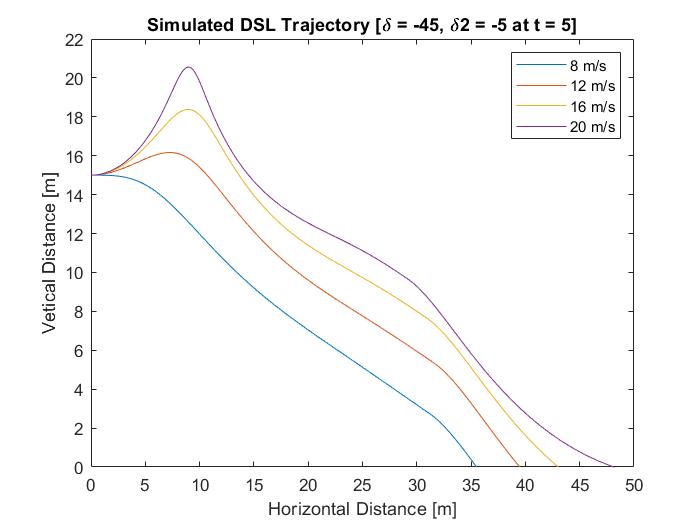 Simulated DSL Trajectory [δ = -45, δ2 = -5 at t = 5]
22
20
18
16
14
12
10
8
6
4
2
0
Vetical Distance [m]
8 m/s
12 m/s
16 m/s
20 m/s
0 5 10 15 20 25 30 35 40 45 50
Horizontal Distance [m]